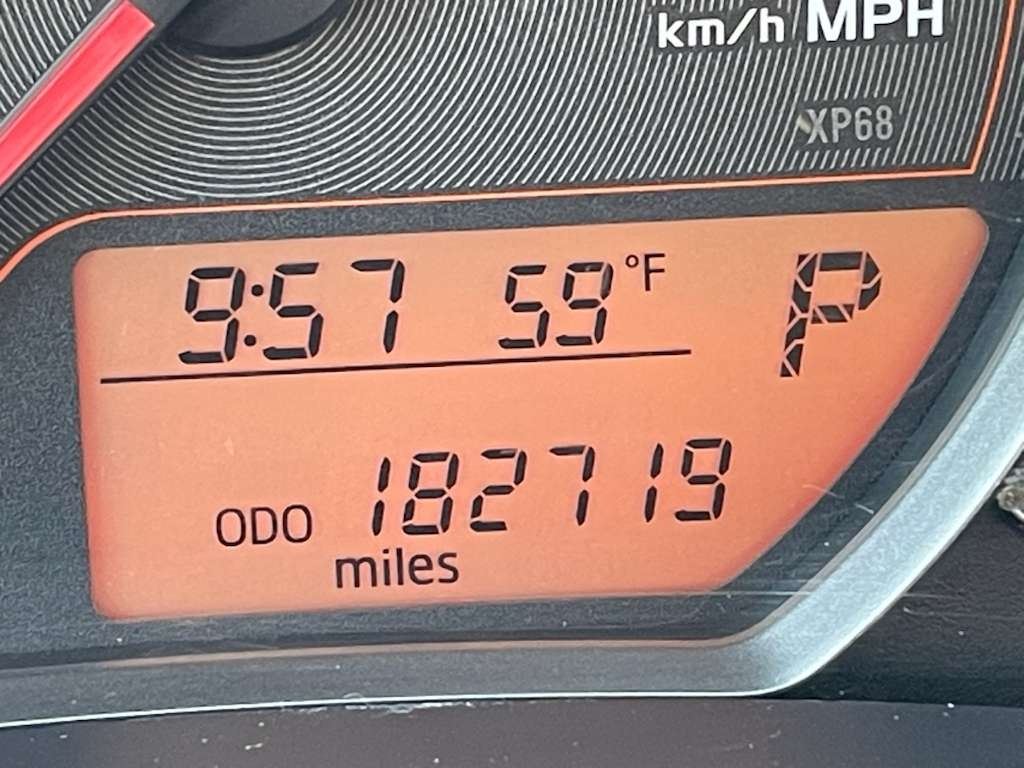 km/h MPH
XP68
9:57 59°F P
ODO 182719
miles